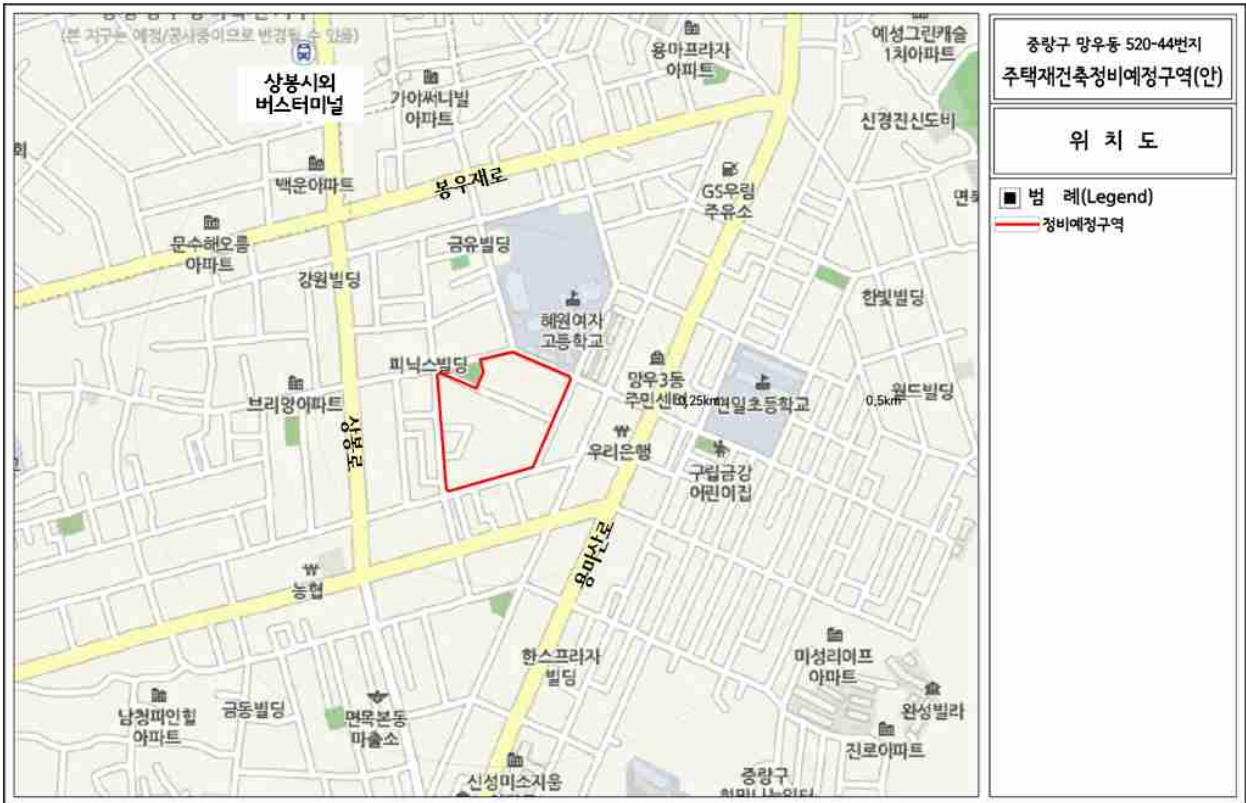 (본 지구는 예정/공사중이므로 변경될 수 있음)
상봉시외
버스터미널
가야써니빌
아파트
용마프라자
아파트
예성그린캐슬
1차아파트
신경진신도비
회
백운아파트
봉우재로
GS우림
주유소
면목
문수해오름
아파트
금유빌딩
강원빌딩
한빛빌딩
혜원여자
고등학교
피닉스빌딩
망우3동
주민센터
0,25km
면일초등학교
0,5km
월드빌딩
브리앙아파트
상봉로
우리은행
구립금강
어린이집
용마산로
농협
한스프라자
빌딩
미성라이프
아파트
남청파인힐
아파트
금동빌딩
면목본동
파출소
완성빌라
진로아파트
신성미소지움
중랑구
중랑구 망우동 520-44번지
주택재건축정비예정구역(안)
위 치 도
■ 범 례(Legend)
정비예정구역